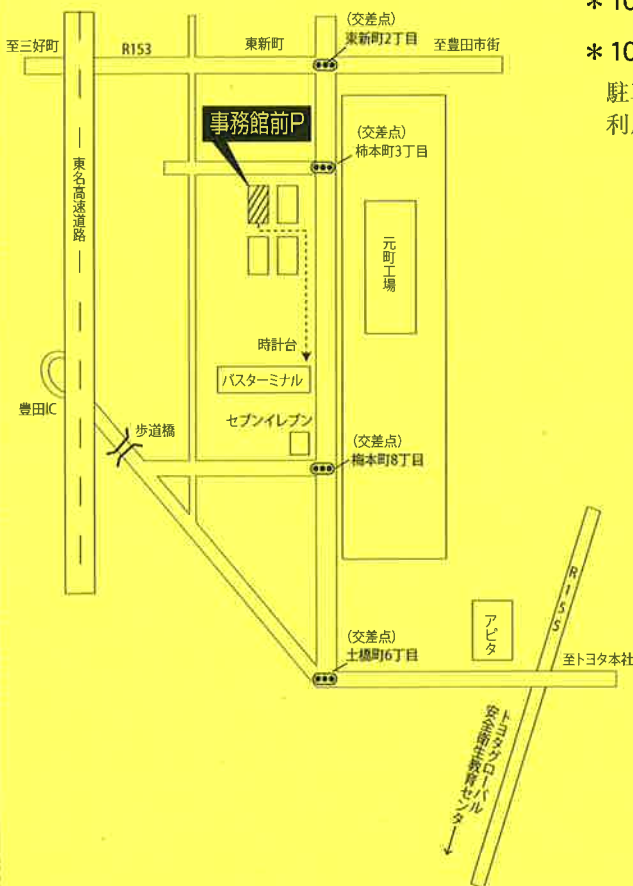 (交差点)
東新町2丁目
至三好町
R153
東新町
至豊田市街
＊10
＊10
駐
利
事務館前P
(交差点)
柿本町3丁目
東名高速道路
元町工場
時計台
バスターミナル
豊田IC
セブンイレブン
歩道橋
(交差点)
梅本町8丁目
R155
アピタ
(交差点)
土橋町6丁目
至トヨタ本社
トヨタグローバル
安全衛生教育センター